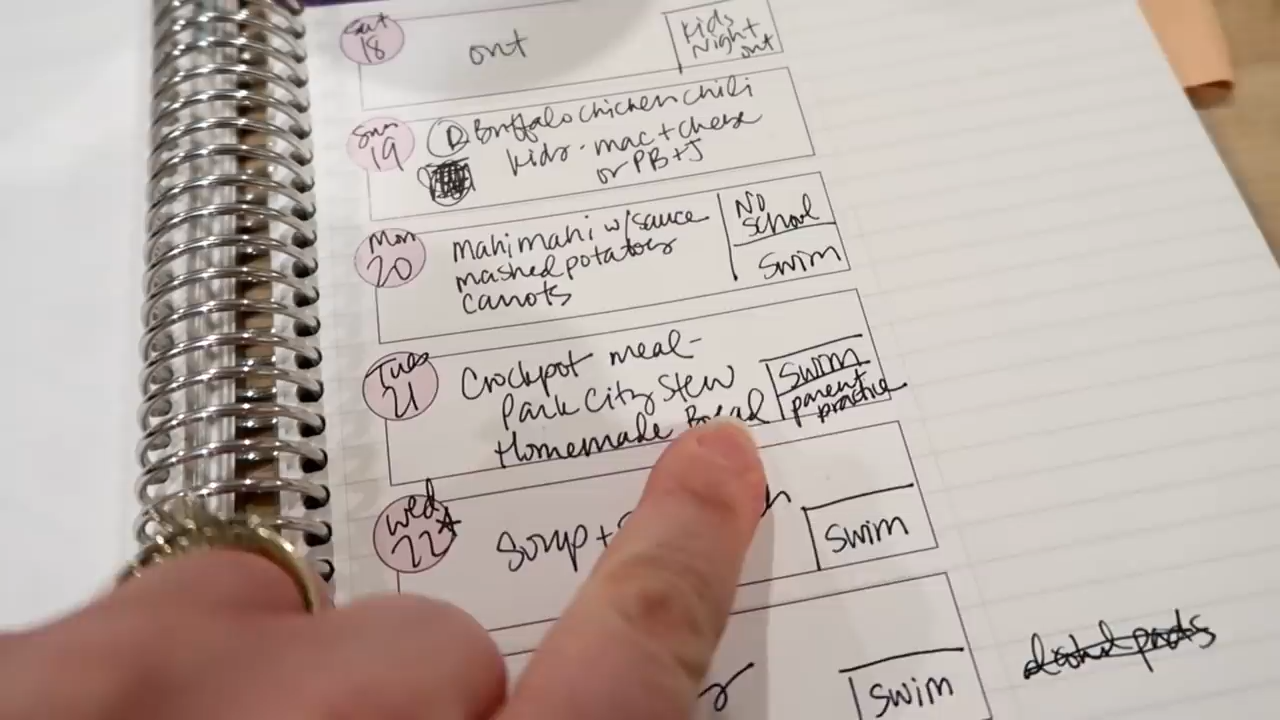 Sat
18
out
Kids
Night
out
Sun
19
B Buffalo chicken chili
kids - mac + cheese
or PB+J
Mon
20
mahi mahi w/sauce
mashed potatoes
carrots
No
school
Swim
Tues
21
Crockpot meal-
Park City Stew
Homemade Bread
Swim
parent
practice
Wed
22
Soup +
Swim
Swim